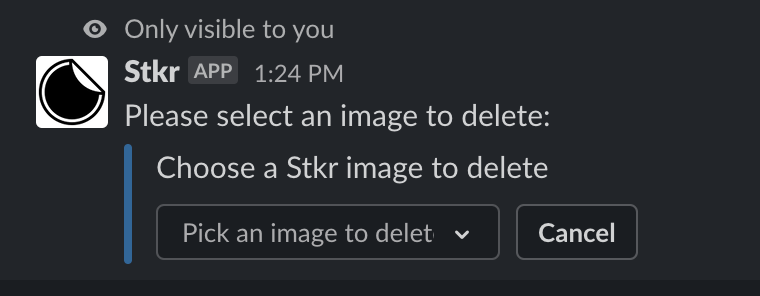 Only visible to you
Stkr APP 1:24 PM
Please select an image to delete:
Choose a Stkr image to delete
Pick an image to delet Cancel